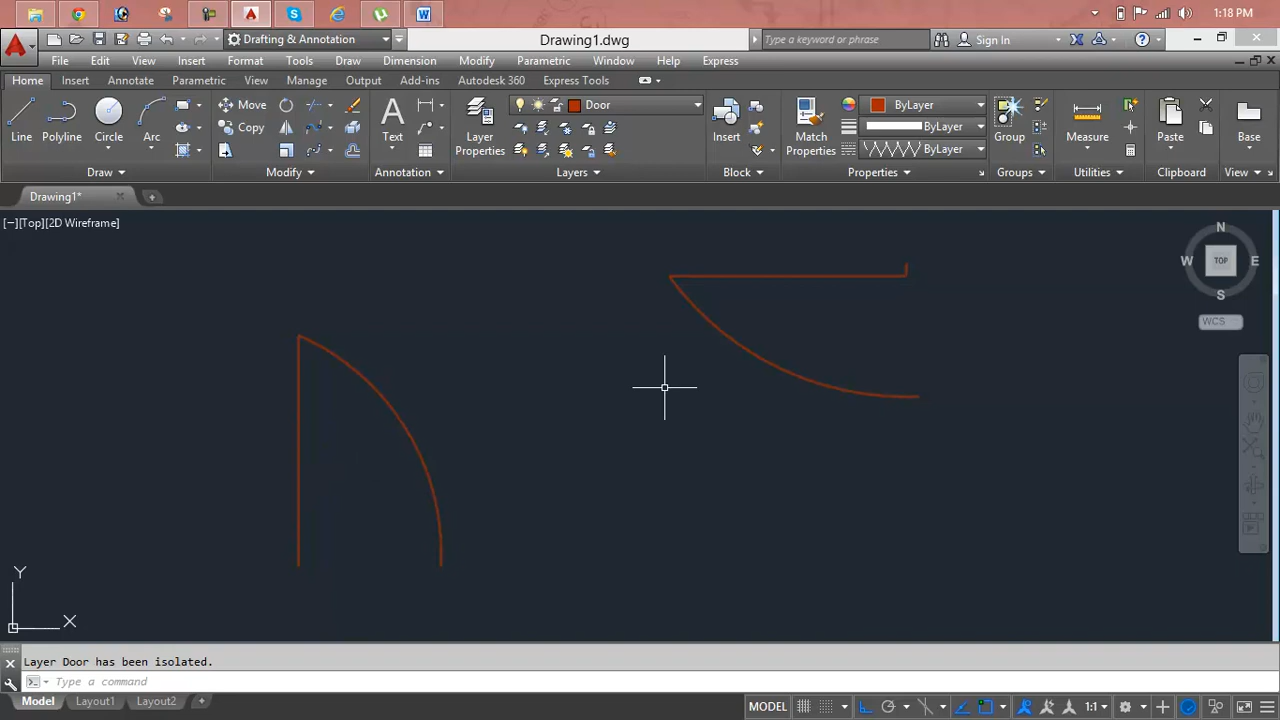 1:18 PM
Drafting & Annotation
Drawing1.dwg
Type a keyword or phrase
Sign In
File Edit View Insert Format Tools Draw Dimension Modify Parametric Window Help Express
Home Insert Annotate Parametric View Manage Output Add-ins Autodesk 360 Express Tools
Line
Polyline
Circle
Arc
Move
Copy
Text
Layer
Properties
Door
Insert
Match
Properties
ByLayer
ByLayer
ByLayer
Group
Measure
Paste
Base
Draw
Modify
Annotation
Layers
Block
Properties
Groups
Utilities
Clipboard
View
Drawing1*
[−][Top][2D Wireframe]
N
W TOP E
S
WCS
Y
X
Layer Door has been isolated.
Type a command
Model Layout1 Layout2 +
MODEL 1:1